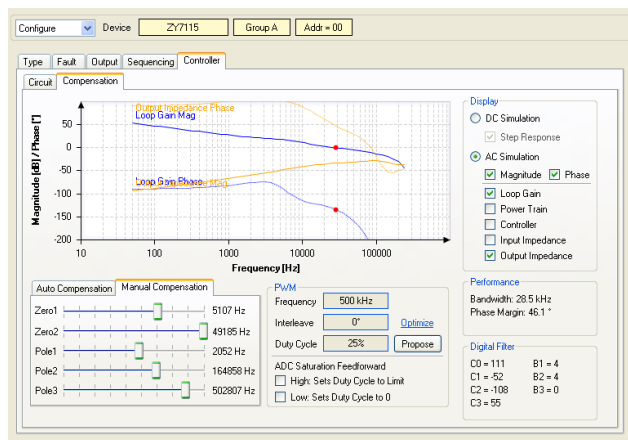 Configure Device ZY7115 Group A Addr = 00
Type Fault Output Sequencing Controller
Circuit Compensation
Output Impedance Phase
Loop Gain Mag
Loop Gain Phase
Mag
50
0
-50
-100
-150
-200
10 100 1000 10000 100000
Magnitude [dB] / Phase [°]
Frequency [Hz]
Display
DC Simulation
Step Response
AC Simulation
Magnitude Phase
Loop Gain
Power Train
Controller
Input Impedance
Output Impedance
Auto Compensation Manual Compensation
Zero1 5107 Hz
Zero2 49185 Hz
Pole1 2052 Hz
Pole2 164858 Hz
Pole3 502807 Hz
PWM
Frequency 500 kHz
Interleave 0° Optimize
Duty Cycle 25% Propose
ADC Saturation Feedforward
High: Sets Duty Cycle to Limit
Low: Sets Duty Cycle to 0
Performance
Bandwidth: 28.5 kHz
Phase Margin: 46.1 °
Digital Filter
C0 = 111 B1 = 4
C1 = -52 B2 = 4
C2 = -108 B3 = 0
C3 = 55